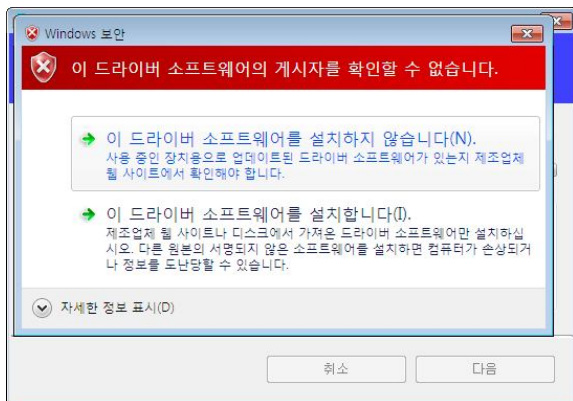 Windows 보안
이 드라이버 소프트웨어의 게시자를 확인할 수 없습니다.
이 드라이버 소프트웨어를 설치하지 않습니다(N).
사용 중인 장치용으로 업데이트된 드라이버 소프트웨어가 있는지 제조업체
웹 사이트에서 확인해야 합니다.
이 드라이버 소프트웨어를 설치합니다(I).
제조업체 웹 사이트나 디스크에서 가져온 드라이버 소프트웨어만 설치하십
시오. 다른 원본의 서명되지 않은 소프트웨어를 설치하면 컴퓨터가 손상되거
나 정보를 도난당할 수 있습니다.
자세한 정보 표시(D)
취소
다음